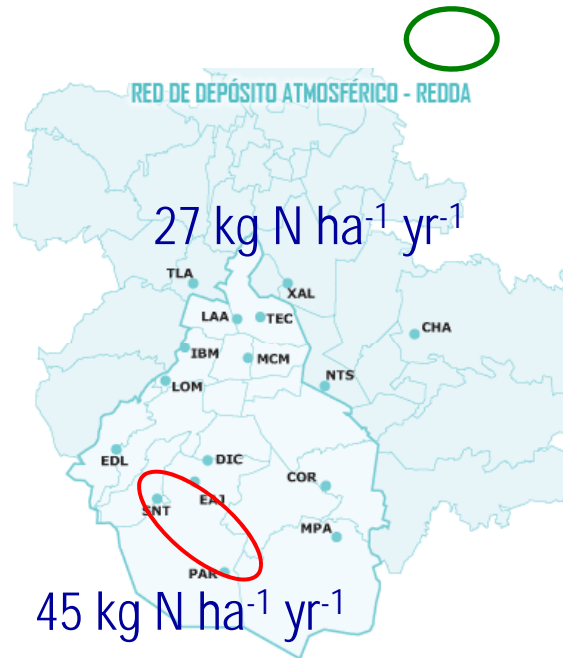 RED DE DEPÓSITO ATMOSFÉRICO - REDDA
27 kg N ha⁻¹ yr⁻¹
TLA
XAL
LAA
TEC
CHA
IBM
MCM
NTS
LOM
EDL
DIC
COR
EAJ
SNT
MPA
PAR
45 kg N ha⁻¹ yr⁻¹